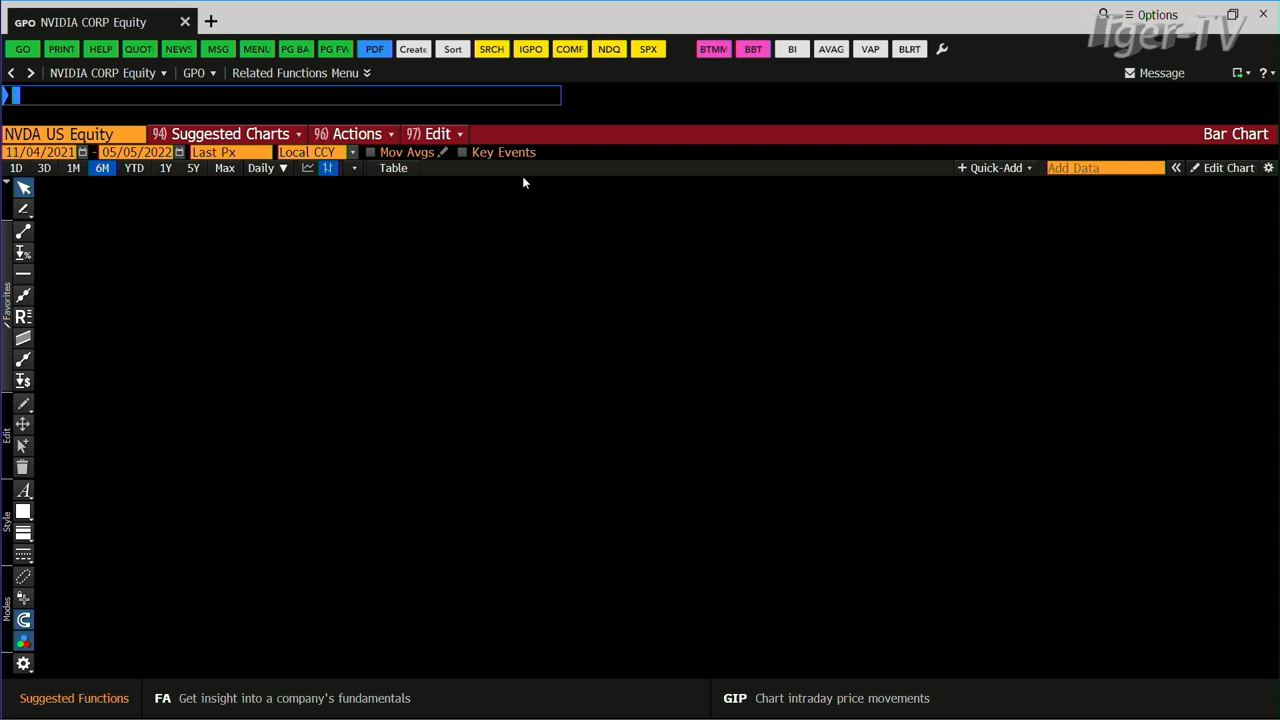 GPO NVIDIA CORP Equity
Options
Tiger-TV
GO PRINT HELP QUOT NEWS MSG MENU PG BA PG FW PDF Create Sort SRCH IGPO COMF NDQ SPX BTMM BBT BI AVAG VAP BLRT
NVIDIA CORP Equity GPO Related Functions Menu
Message ?
NVDA US Equity 94) Suggested Charts 96) Actions 97) Edit Bar Chart
11/04/2021 - 05/05/2022 Last Px Local CCY Mov Avgs Key Events
1D 3D 1M 6M YTD 1Y 5Y Max Daily Table + Quick-Add Add Data Edit Chart
Favorites
Edit
Style
Modes
Suggested Functions FA Get insight into a company's fundamentals GIP Chart intraday price movements